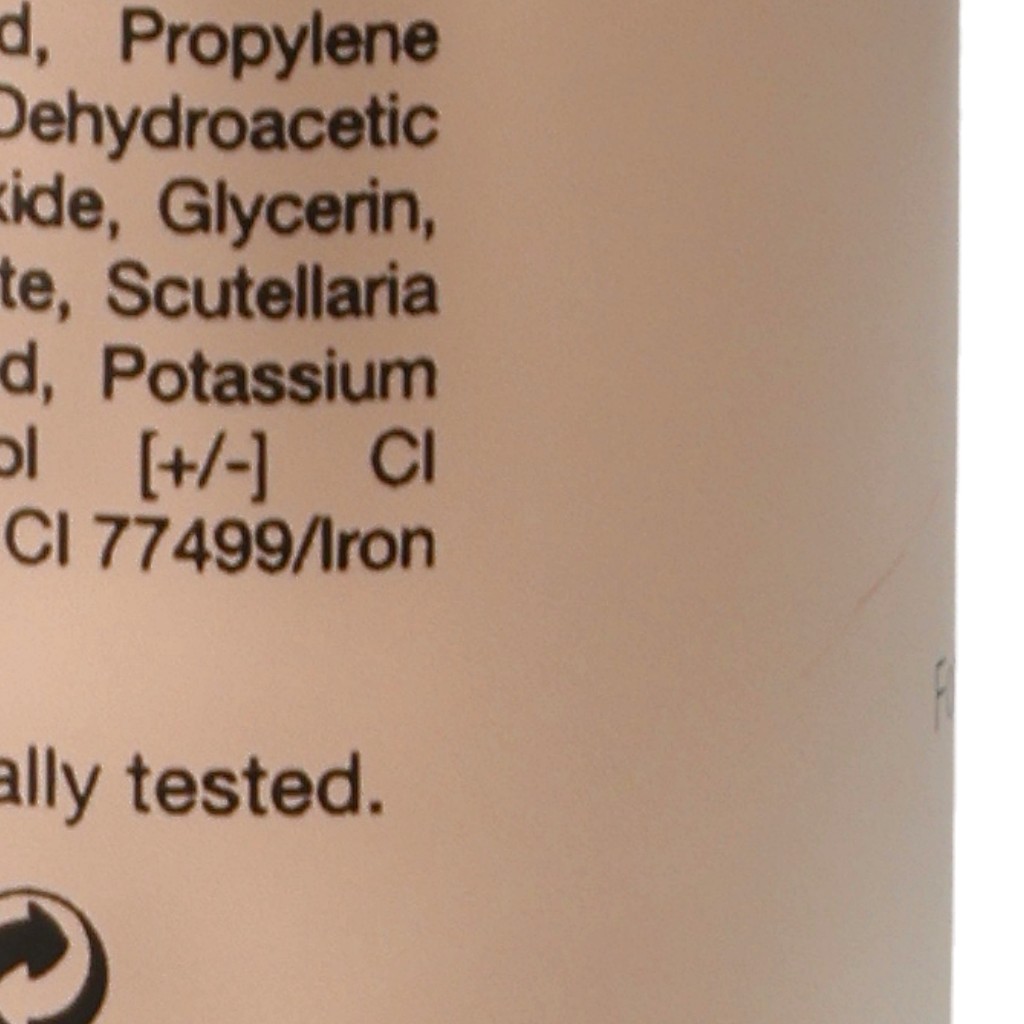 d, Propylene
Dehydroacetic
xide, Glycerin,
te, Scutellaria
d, Potassium
ol [+/-] CI
CI 77499/Iron
ally tested.